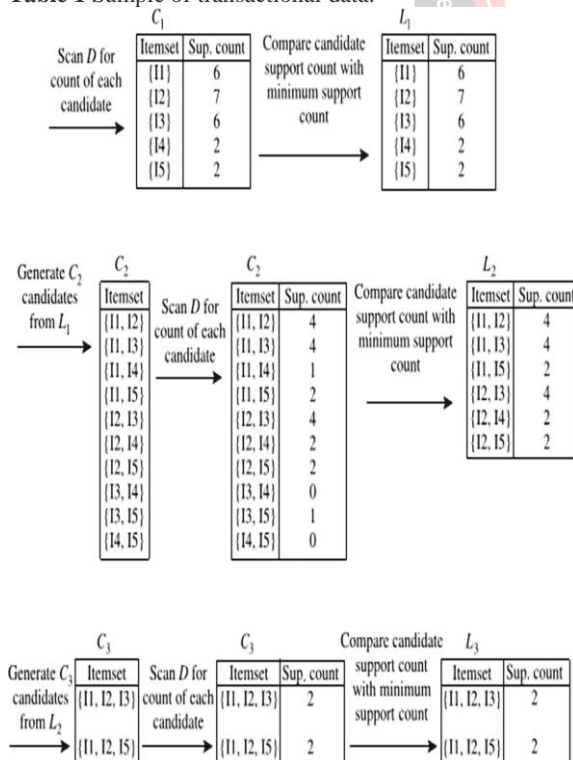 Table 1 Sample of transactional data.
Scan D for
count of each
candidate
C1
Itemset Sup. count
{I1} 6
{I2} 7
{I3} 6
{I4} 2
{I5} 2
Compare candidate
support count with
minimum support
count
L1
Itemset Sup. count
{I1} 6
{I2} 7
{I3} 6
{I4} 2
{I5} 2
Generate C2
candidates
from L1
C2
Itemset
{I1, I2}
{I1, I3}
{I1, I4}
{I1, I5}
{I2, I3}
{I2, I4}
{I2, I5}
{I3, I4}
{I3, I5}
{I4, I5}
Scan D for
count of each
candidate
C2
Itemset Sup. count
{I1, I2} 4
{I1, I3} 4
{I1, I4} 1
{I1, I5} 2
{I2, I3} 4
{I2, I4} 2
{I2, I5} 2
{I3, I4} 0
{I3, I5} 1
{I4, I5} 0
Compare candidate
support count with
minimum support
count
L2
Itemset Sup. count
{I1, I2} 4
{I1, I3} 4
{I1, I5} 2
{I2, I3} 4
{I2, I4} 2
{I2, I5} 2
Generate C3
candidates
from L2
C3
Itemset
{I1, I2, I3}
{I1, I2, I5}
Scan D for
count of each
candidate
C3
Itemset Sup. count
{I1, I2, I3} 2
{I1, I2, I5} 2
Compare candidate
support count
with minimum
support count
L3
Itemset Sup. count
{I1, I2, I3} 2
{I1, I2, I5} 2